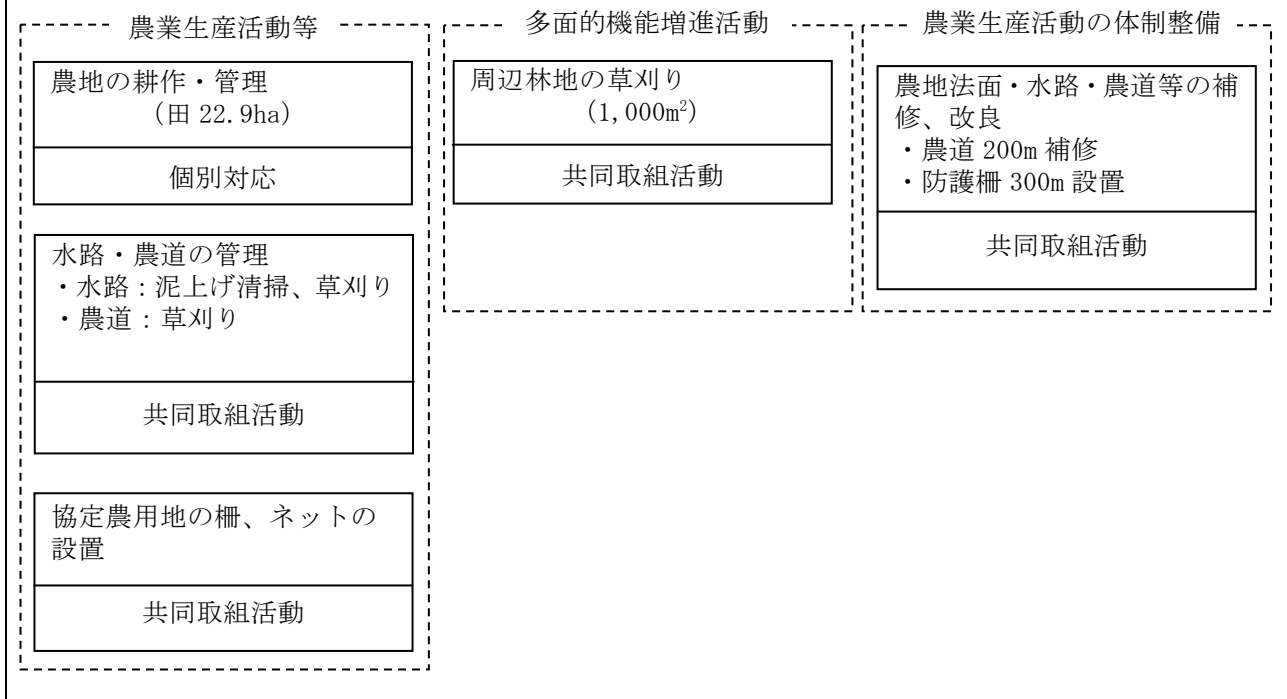 農業生産活動等
農地の耕作・管理
（田 22.9ha）
個別対応
水路・農道の管理
・水路：泥上げ清掃、草刈り
・農道：草刈り
共同取組活動
協定農用地の柵、ネットの
設置
共同取組活動
多面的機能増進活動
周辺林地の草刈り
（1,000m²）
共同取組活動
農業生産活動の体制整備
農地法面・水路・農道等の補
修、改良
・農道 200m 補修
・防護柵 300m 設置
共同取組活動